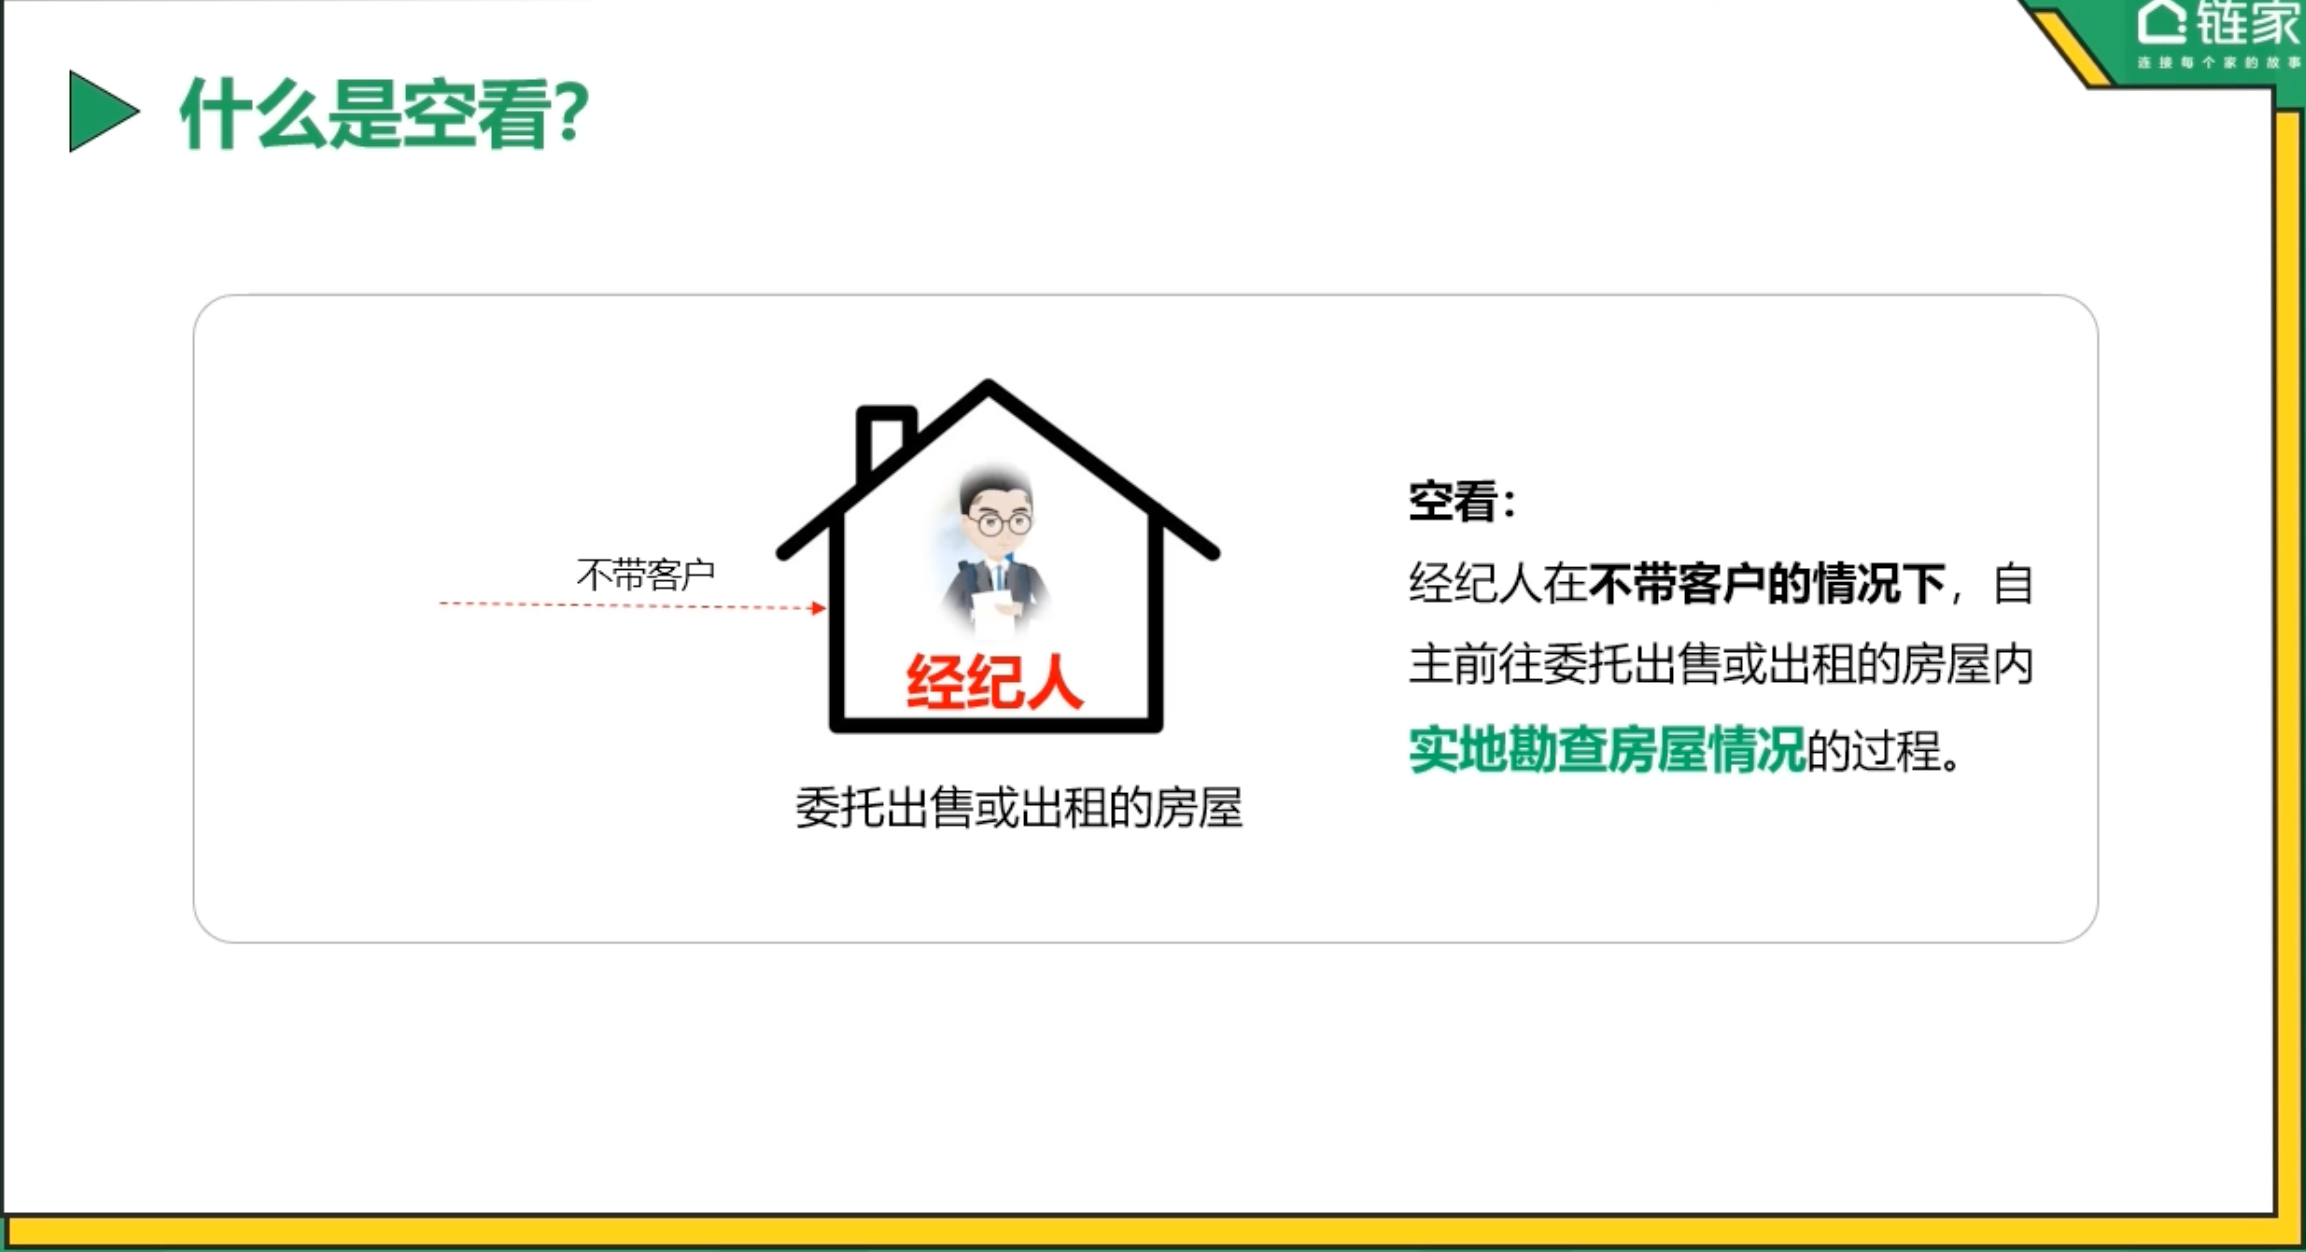 链家
连接每个家的故事
什么是空看？
空看：
不带客户
经纪人在不带客户的情况下，自
主前往委托出售或出租的房屋内
实地勘查房屋情况的过程。
经纪人
委托出售或出租的房屋